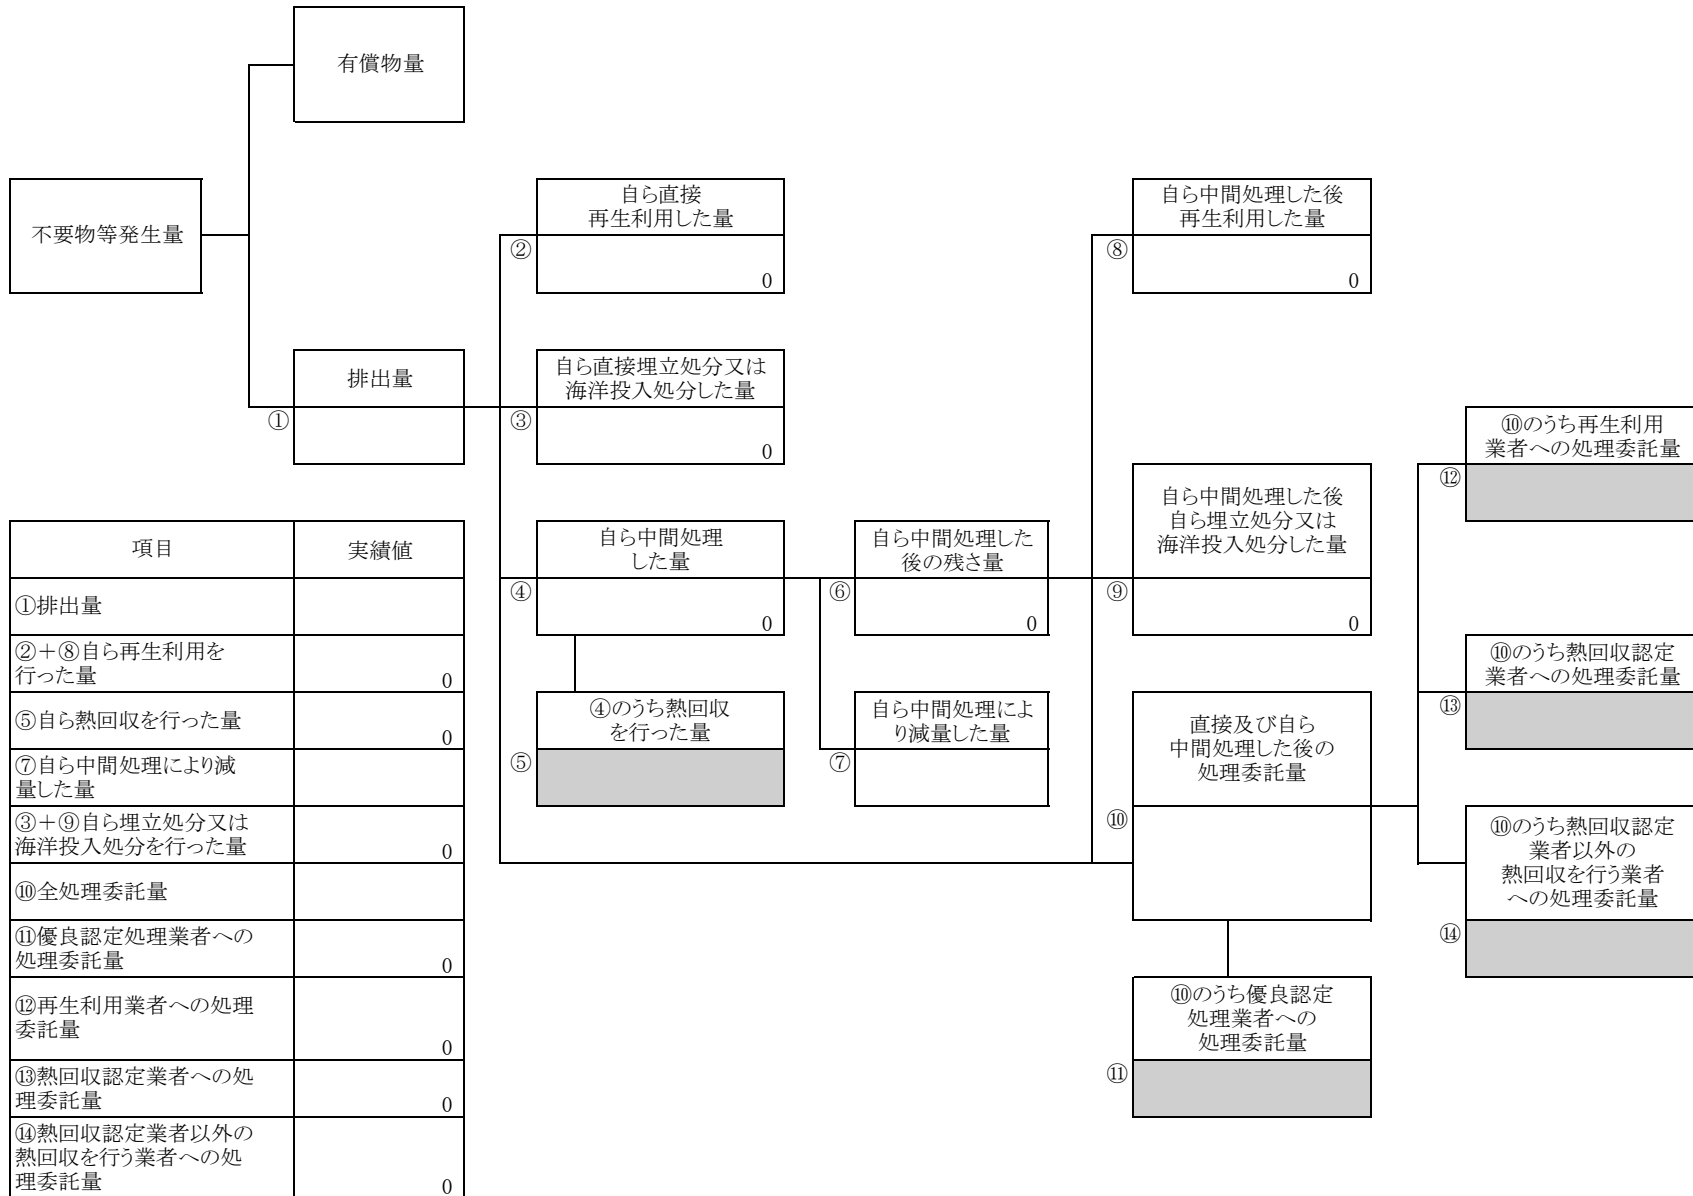 有償物量
不要物等発生量
自ら直接
再生利用した量
②
0
自ら中間処理した後
再生利用した量
⑧
0
排出量
①
自ら直接埋立処分又は
海洋投入処分した量
③
0
⑩のうち再生利用
業者への処理委託量
⑫
自ら中間処理
した量
④
0
自ら中間処理した
後の残さ量
⑥
0
自ら中間処理した後
自ら埋立処分又は
海洋投入処分した量
⑨
0
⑩のうち熱回収認定
業者への処理委託量
⑬
④のうち熱回収
を行った量
⑤
自ら中間処理によ
り減量した量
⑦
直接及び自ら
中間処理した後の
処理委託量
⑩
⑩のうち熱回収認定
業者以外の
熱回収を行う業者
への処理委託量
⑭
⑩のうち優良認定
処理業者への
処理委託量
⑪
項目 実績値
①排出量
②＋⑧自ら再生利用を
行った量 0
⑤自ら熱回収を行った量 0
⑦自ら中間処理により減
量した量
③＋⑨自ら埋立処分又は
海洋投入処分を行った量 0
⑩全処理委託量
⑪優良認定処理業者への
処理委託量 0
⑫再生利用業者への処理
委託量 0
⑬熱回収認定業者への処
理委託量 0
⑭熱回収認定業者以外の
熱回収を行う業者への処
理委託量 0